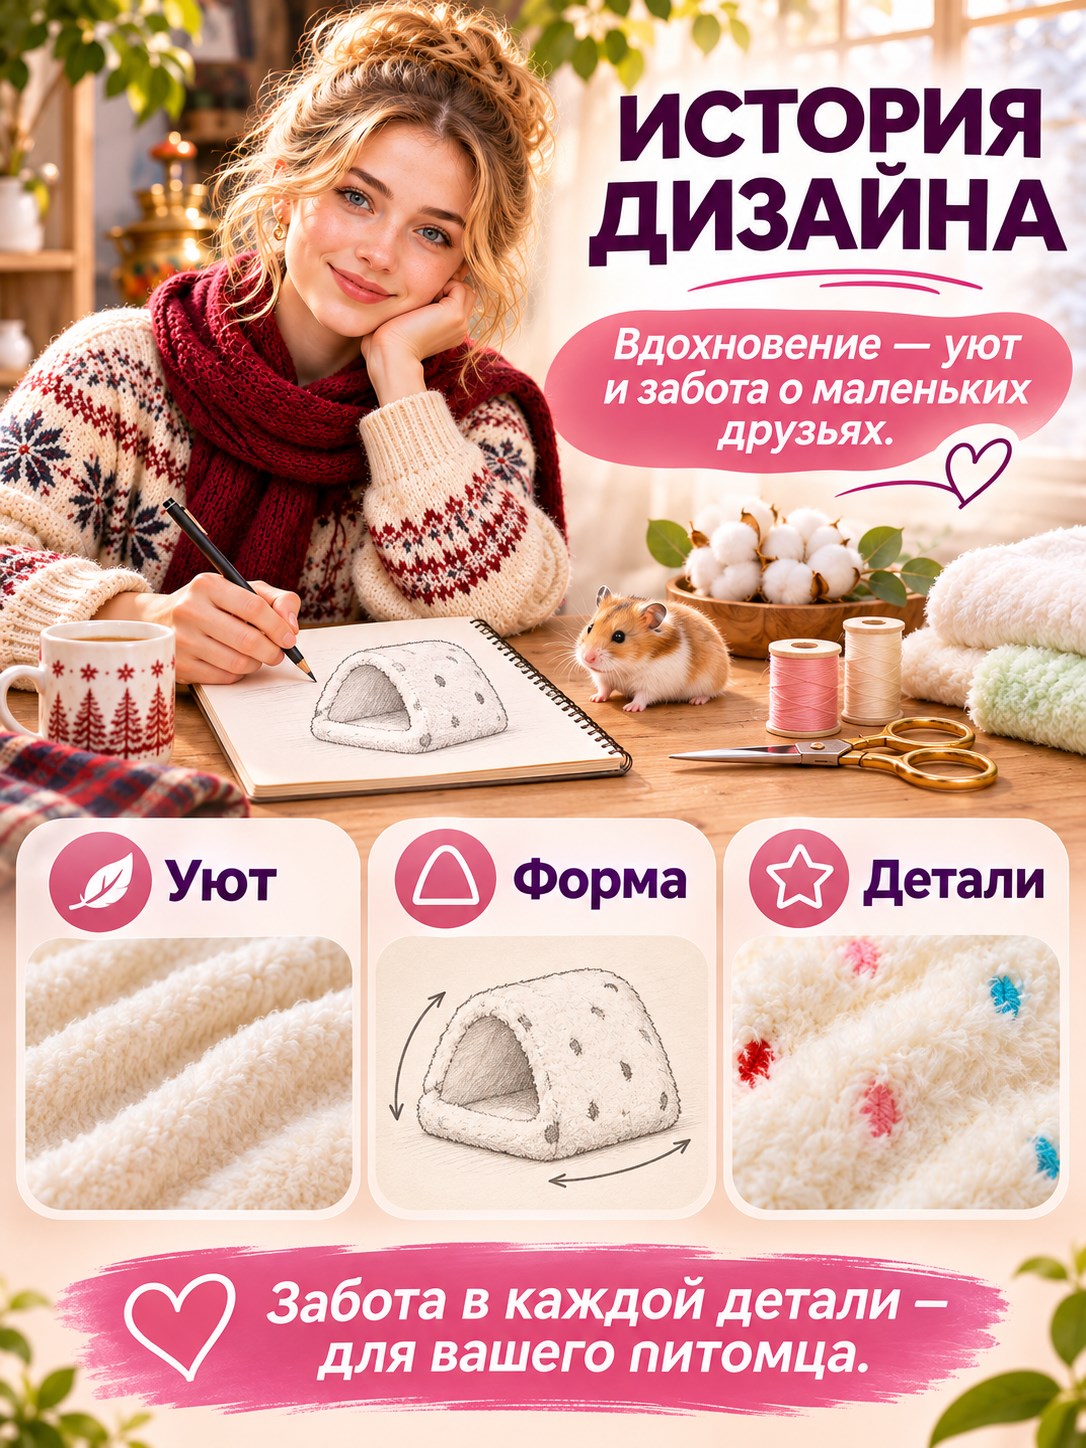 ИСТОРИЯ
ДИЗАЙНА
Вдохновение — уют
и забота о маленьких
друзьях.
Уют
Форма
Детали
Забота в каждой детали –
для вашего питомца.